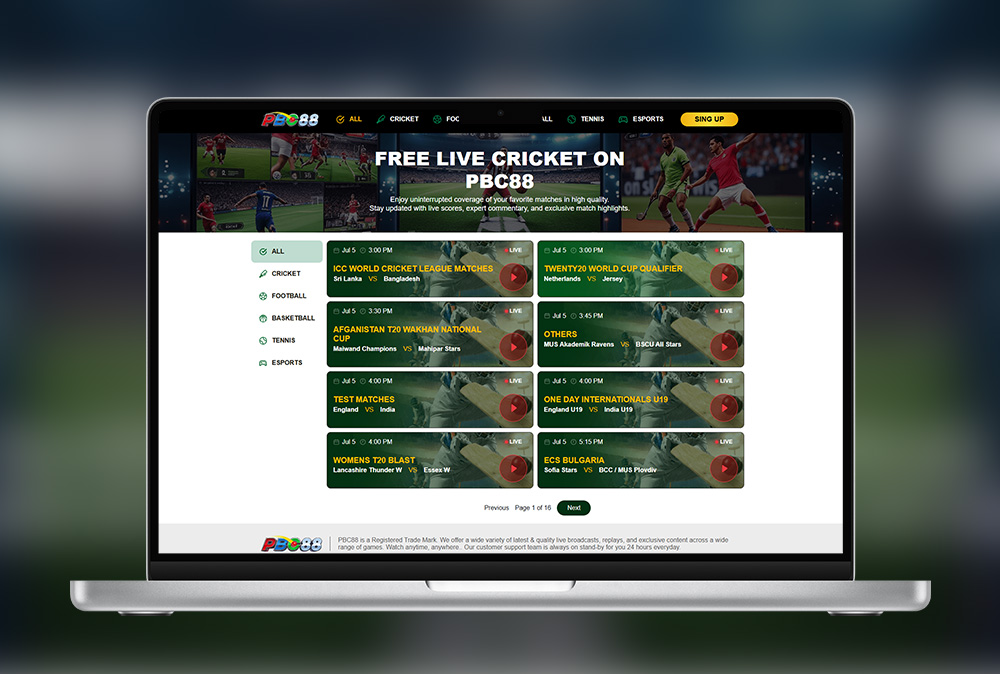 PBC88 ALL CRICKET FOC ALL TENNIS ESPORTS SING UP
FREE LIVE CRICKET ON
PBC88
Enjoy uninterrupted coverage of your favorite matches in high quality.
Stay updated with live scores, expert commentary, and exclusive match highlights.
ALL
CRICKET
FOOTBALL
BASKETBALL
TENNIS
ESPORTS
Jul 5 3:00 PM LIVE
ICC WORLD CRICKET LEAGUE MATCHES
Sri Lanka VS Bangladesh
Jul 5 3:00 PM LIVE
TWENTY20 WORLD CUP QUALIFIER
Netherlands VS Jersey
Jul 5 3:30 PM LIVE
AFGANISTAN T20 WAKHAN NATIONAL
CUP
Maiwand Champions VS Mahipar Stars
Jul 5 3:45 PM LIVE
OTHERS
MUS Akademik Ravens VS BSCU All Stars
Jul 5 4:00 PM LIVE
TEST MATCHES
England VS India
Jul 5 4:00 PM LIVE
ONE DAY INTERNATIONALS U19
England U19 VS India U19
Jul 5 4:00 PM LIVE
WOMENS T20 BLAST
Lancashire Thunder W VS Essex W
Jul 5 5:15 PM LIVE
ECS BULGARIA
Sofia Stars VS BCC / MUS Plovdiv
Previous Page 1 of 16 Next
PBC88
PBC88 is a Registered Trade Mark. We offer a wide variety of latest & quality live broadcasts, replays, and exclusive content across a wide
range of games. Watch anytime, anywhere.. Our customer support team is always on stand-by for you 24 hours everyday.